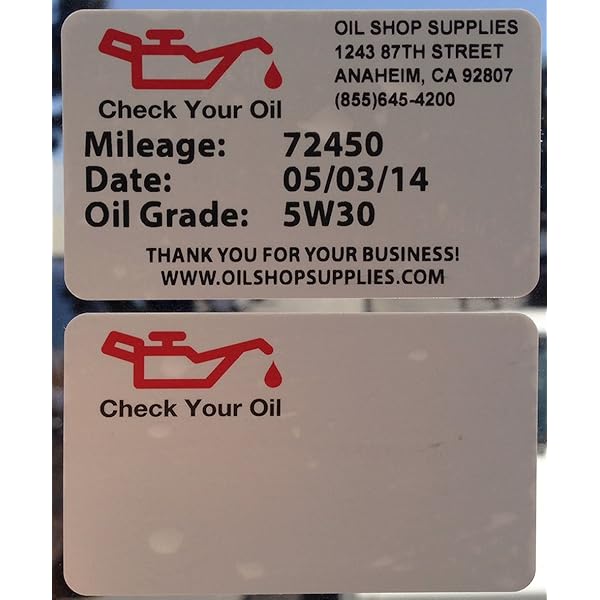 OIL SHOP SUPPLIES
1243 87TH STREET
ANAHEIM, CA 92807
(855)645-4200
Check Your Oil
Mileage: 72450
Date: 05/03/14
Oil Grade: 5W30
THANK YOU FOR YOUR BUSINESS!
WWW.OILSHOPSUPPLIES.COM
Check Your Oil